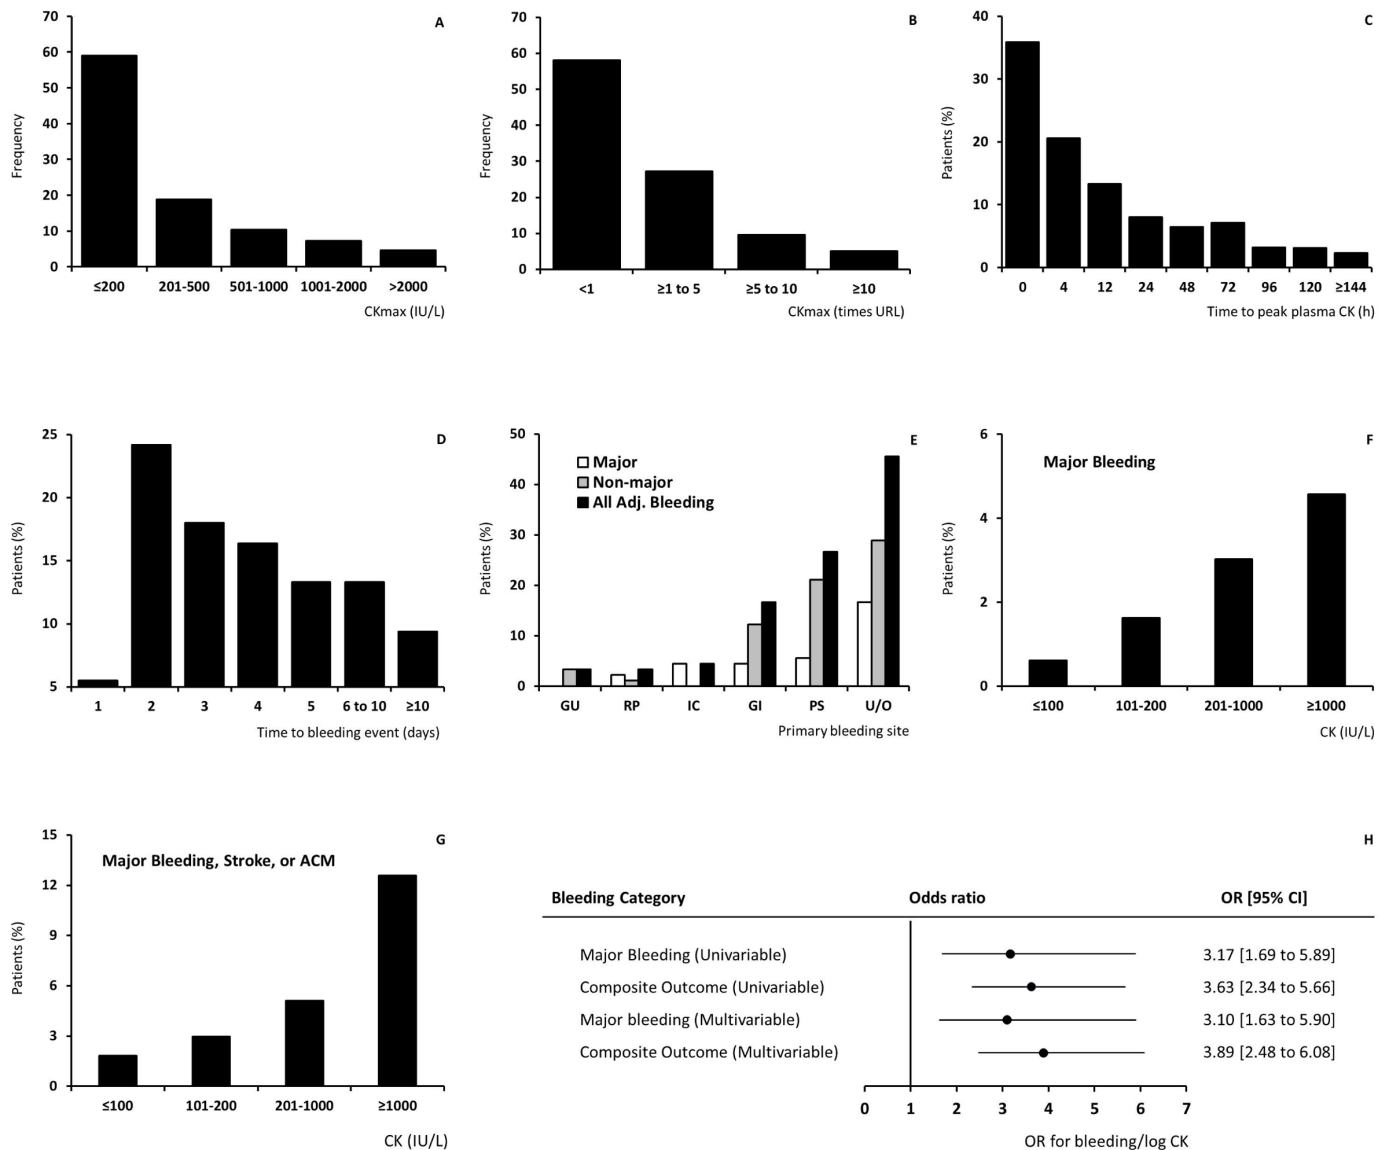 A
70
60
50
40
30
20
10
0
Frequency
≤200 201-500 501-1000 1001-2000 >2000
CKmax (IU/L)
B
70
60
50
40
30
20
10
0
Frequency
<1 ≥1 to 5 ≥5 to 10 ≥10
CKmax (times URL)
C
40
30
20
10
0
Patients (%)
0 4 12 24 48 72 96 120 ≥144
Time to peak plasma CK (h)
D
25
20
15
10
5
Patients (%)
1 2 3 4 5 6 to 10 ≥10
Time to bleeding event (days)
E
50
40
30
20
10
0
Patients (%)
Major
Non-major
All Adj. Bleeding
GU RP IC GI PS U/O
Primary bleeding site
F
6
4
2
0
Patients (%)
Major Bleeding
≤100 101-200 201-1000 ≥1000
CK (IU/L)
G
15
12
9
6
3
0
Patients (%)
Major Bleeding, Stroke, or ACM
≤100 101-200 201-1000 ≥1000
CK (IU/L)
H
Bleeding Category Odds ratio OR [95% CI]
Major Bleeding (Univariable) 3.17 [1.69 to 5.89]
Composite Outcome (Univariable) 3.63 [2.34 to 5.66]
Major bleeding (Multivariable) 3.10 [1.63 to 5.90]
Composite Outcome (Multivariable) 3.89 [2.48 to 6.08]
0 1 2 3 4 5 6 7
OR for bleeding/log CK